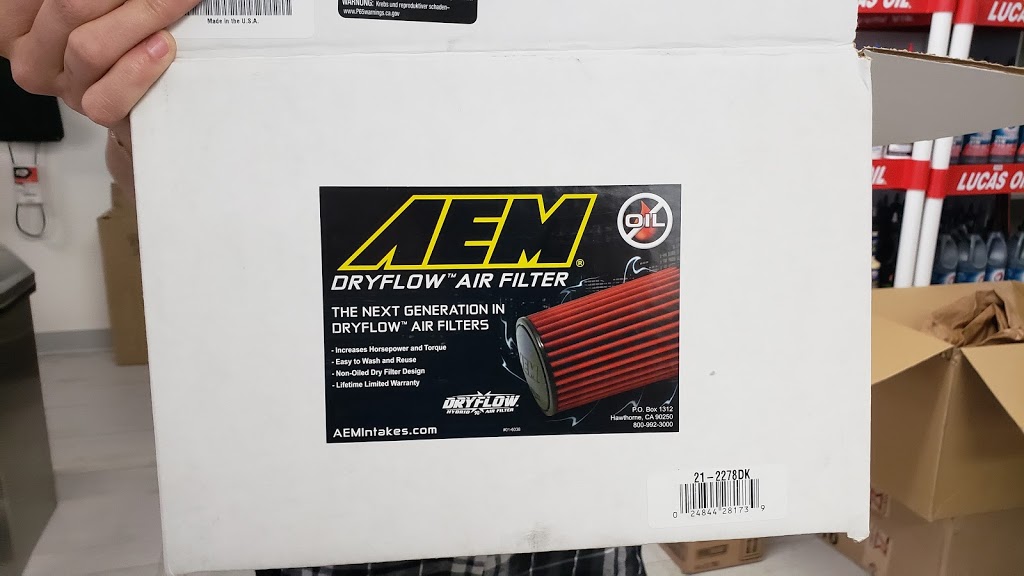 Made in the U.S.A.
WARNUNG: Krebs und reproduktiver schaden-
www.P65warnings.ca.gov
AEM®
DRYFLOW™ AIR FILTER
OIL
THE NEXT GENERATION IN
DRYFLOW™ AIR FILTERS
- Increases Horsepower and Torque
- Easy to Wash and Reuse
- Non-Oiled Dry Filter Design
- Lifetime Limited Warranty
DRYFLOW
HYBRID AIR FILTER
P.O. Box 1312
Hawthorne, CA 90250
800-992-3000
AEMIntakes.com
21-2278DK
0 24844 28173 9
OIL
LUCAS OIL
LUCAS